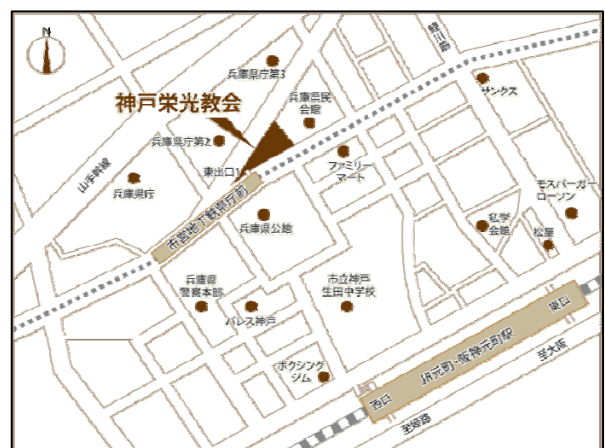 N
鯉川筋
兵庫県庁第3
サンクス
神戸栄光教会
兵庫県民
会館
兵庫県庁第2
東出口1
ファミリー
マート
山手幹線
兵庫県庁
モスバーガー
ローソン
市営地下鉄県庁前
兵庫県公館
私学
会館
松屋
兵庫県
警察本部
市立神戸
生田中学校
パレス神戸
東口
JR元町・阪神元町駅
至大阪
ボクシング
ジム
西口
至姫路